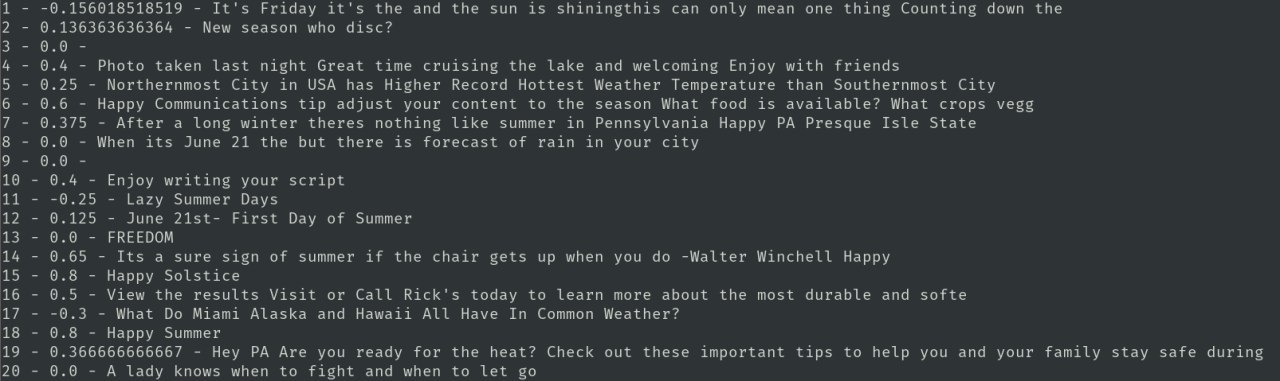 1 - -0.156018518519 - It's Friday it's the and the sun is shiningthis can only mean one thing Counting down the
2 - 0.136363636364 - New season who disc?
3 - 0.0 -
4 - 0.4 - Photo taken last night Great time cruising the lake and welcoming Enjoy with friends
5 - 0.25 - Northernmost City in USA has Higher Record Hottest Weather Temperature than Southernmost City
6 - 0.6 - Happy Communications tip adjust your content to the season What food is available? What crops vegg
7 - 0.375 - After a long winter theres nothing like summer in Pennsylvania Happy PA Presque Isle State
8 - 0.0 - When its June 21 the but there is forecast of rain in your city
9 - 0.0 -
10 - 0.4 - Enjoy writing your script
11 - -0.25 - Lazy Summer Days
12 - 0.125 - June 21st- First Day of Summer
13 - 0.0 - FREEDOM
14 - 0.65 - Its a sure sign of summer if the chair gets up when you do -Walter Winchell Happy
15 - 0.8 - Happy Solstice
16 - 0.5 - View the results Visit or Call Rick's today to learn more about the most durable and softe
17 - -0.3 - What Do Miami Alaska and Hawaii All Have In Common Weather?
18 - 0.8 - Happy Summer
19 - 0.366666666667 - Hey PA Are you ready for the heat? Check out these important tips to help you and your family stay safe during
20 - 0.0 - A lady knows when to fight and when to let go